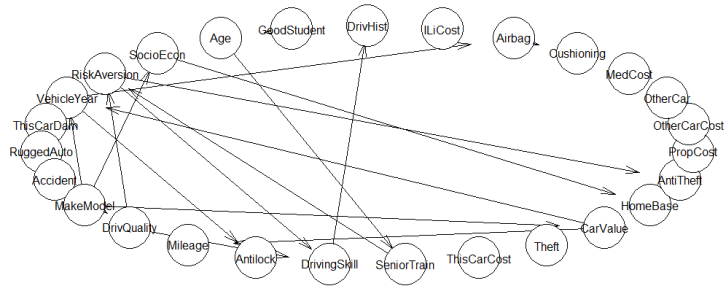 GoodStudent
DrivHist
ILiCost
Age
Airbag
SocioEcon
Cushioning
RiskAversion
MedCost
VehicleYear
OtherCar
ThisCarDam
OtherCarCost
RuggedAuto
PropCost
Accident
AntiTheft
MakeModel
HomeBase
DrivQuality
CarValue
Mileage
Theft
Antilock
DrivingSkill
SeniorTrain
ThisCarCost